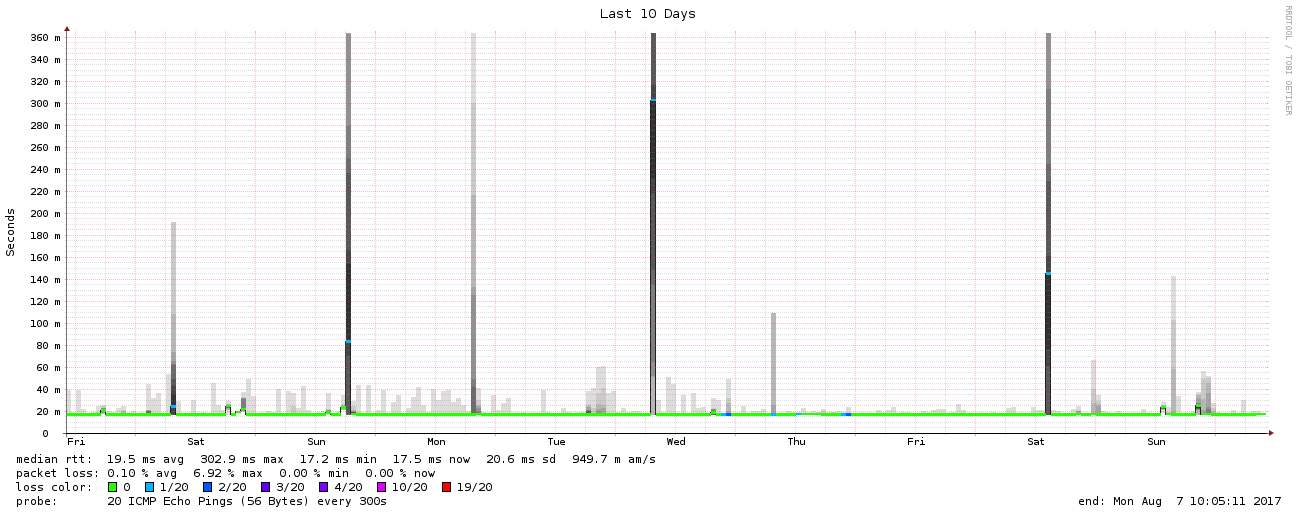 Last 10 Days
RRDTOOL / TOBI OETIKER
Seconds
360 m
340 m
320 m
300 m
280 m
260 m
240 m
220 m
200 m
180 m
160 m
140 m
120 m
100 m
80 m
60 m
40 m
20 m
0
Fri Sat Sun Mon Tue Wed Thu Fri Sat Sun
median rtt: 19.5 ms avg 302.9 ms max 17.2 ms min 17.5 ms now 20.6 ms sd 949.7 m am/s
packet loss: 0.10 % avg 6.92 % max 0.00 % min 0.00 % now
loss color: 0 1/20 2/20 3/20 4/20 10/20 19/20
probe: 20 ICMP Echo Pings (56 Bytes) every 300s end: Mon Aug 7 10:05:11 2017